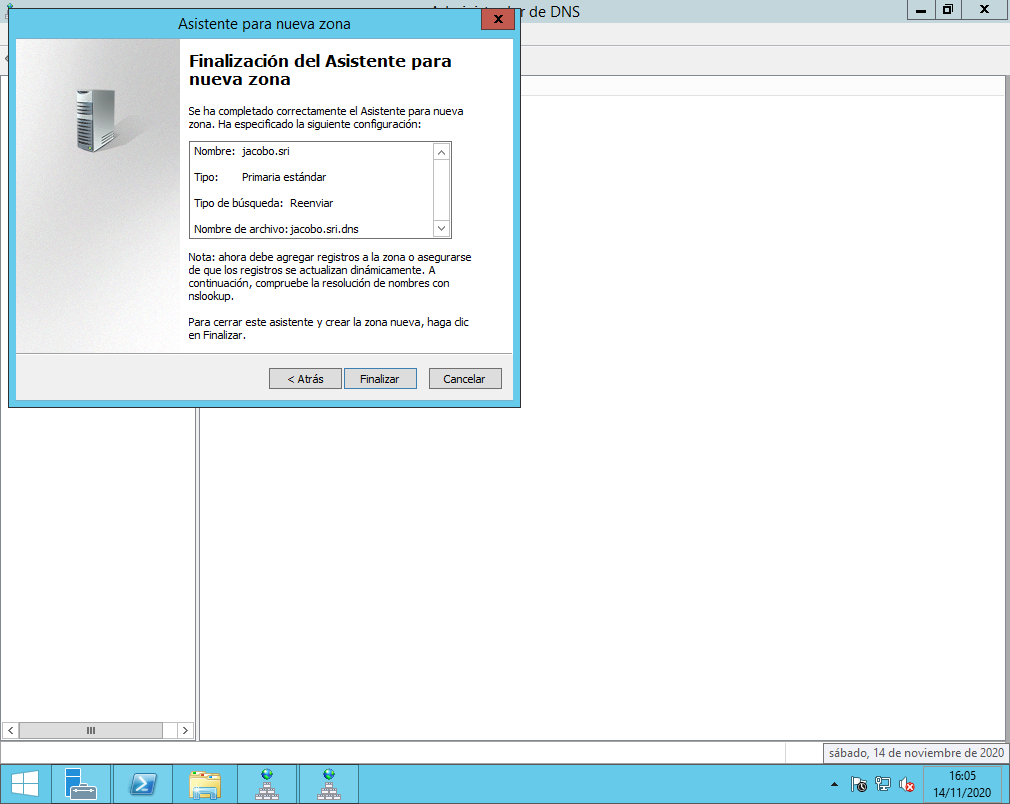 Asistente para nueva zona
de DNS
Finalización del Asistente para
nueva zona
Se ha completado correctamente el Asistente para nueva
zona. Ha especificado la siguiente configuración:
Nombre: jacobo.sri
Tipo: Primaria estándar
Tipo de búsqueda: Reenviar
Nombre de archivo: jacobo.sri.dns
Nota: ahora debe agregar registros a la zona o asegurarse
de que los registros se actualizan dinámicamente. A
continuación, compruebe la resolución de nombres con
nslookup.
Para cerrar este asistente y crear la zona nueva, haga clic
en Finalizar.
< Atrás
Finalizar
Cancelar
sábado, 14 de noviembre de 2020
16:05
14/11/2020